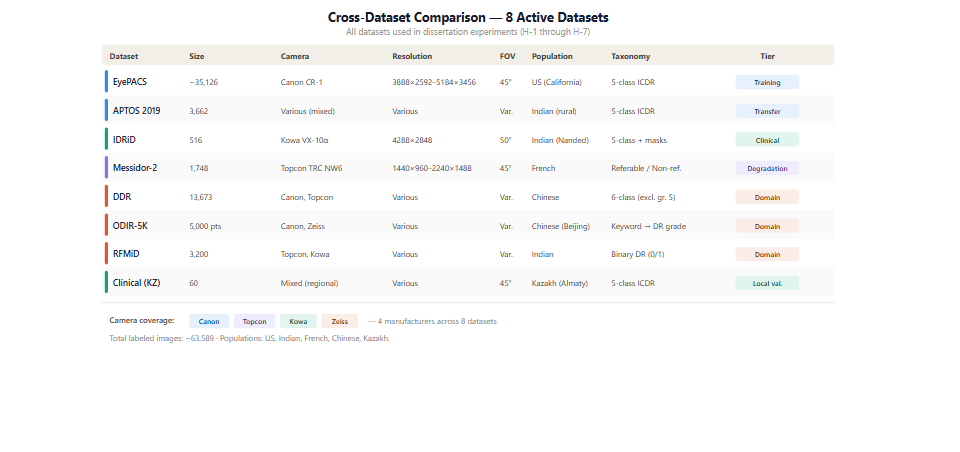 Cross-Dataset Comparison — 8 Active Datasets
All datasets used in dissertation experiments (H-1 through H-7)
Dataset Size Camera Resolution FOV Population Taxonomy Tier
EyePACS ~35,126 Canon CR-1 3888×2592–5184×3456 45° US (California) 5-class ICDR Training
APTOS 2019 3,662 Various (mixed) Various Var. Indian (rural) 5-class ICDR Transfer
IDRiD 516 Kowa VX-10α 4288×2848 50° Indian (Nanded) 5-class + masks Clinical
Messidor-2 1,748 Topcon TRC NW6 1440×960–2240×1488 45° French Referable / Non-ref. Degradation
DDR 13,673 Canon, Topcon Various Var. Chinese 6-class (excl. gr. 5) Domain
ODIR-5K 5,000 pts Canon, Zeiss Various Var. Chinese (Beijing) Keyword → DR grade Domain
RFMiD 3,200 Topcon, Kowa Various Var. Indian Binary DR (0/1) Domain
Clinical (KZ) 60 Mixed (regional) Various 45° Kazakh (Almaty) 5-class ICDR Local val.
Camera coverage: Canon Topcon Kowa Zeiss — 4 manufacturers across 8 datasets
Total labeled images: ~63,589 · Populations: US, Indian, French, Chinese, Kazakh.